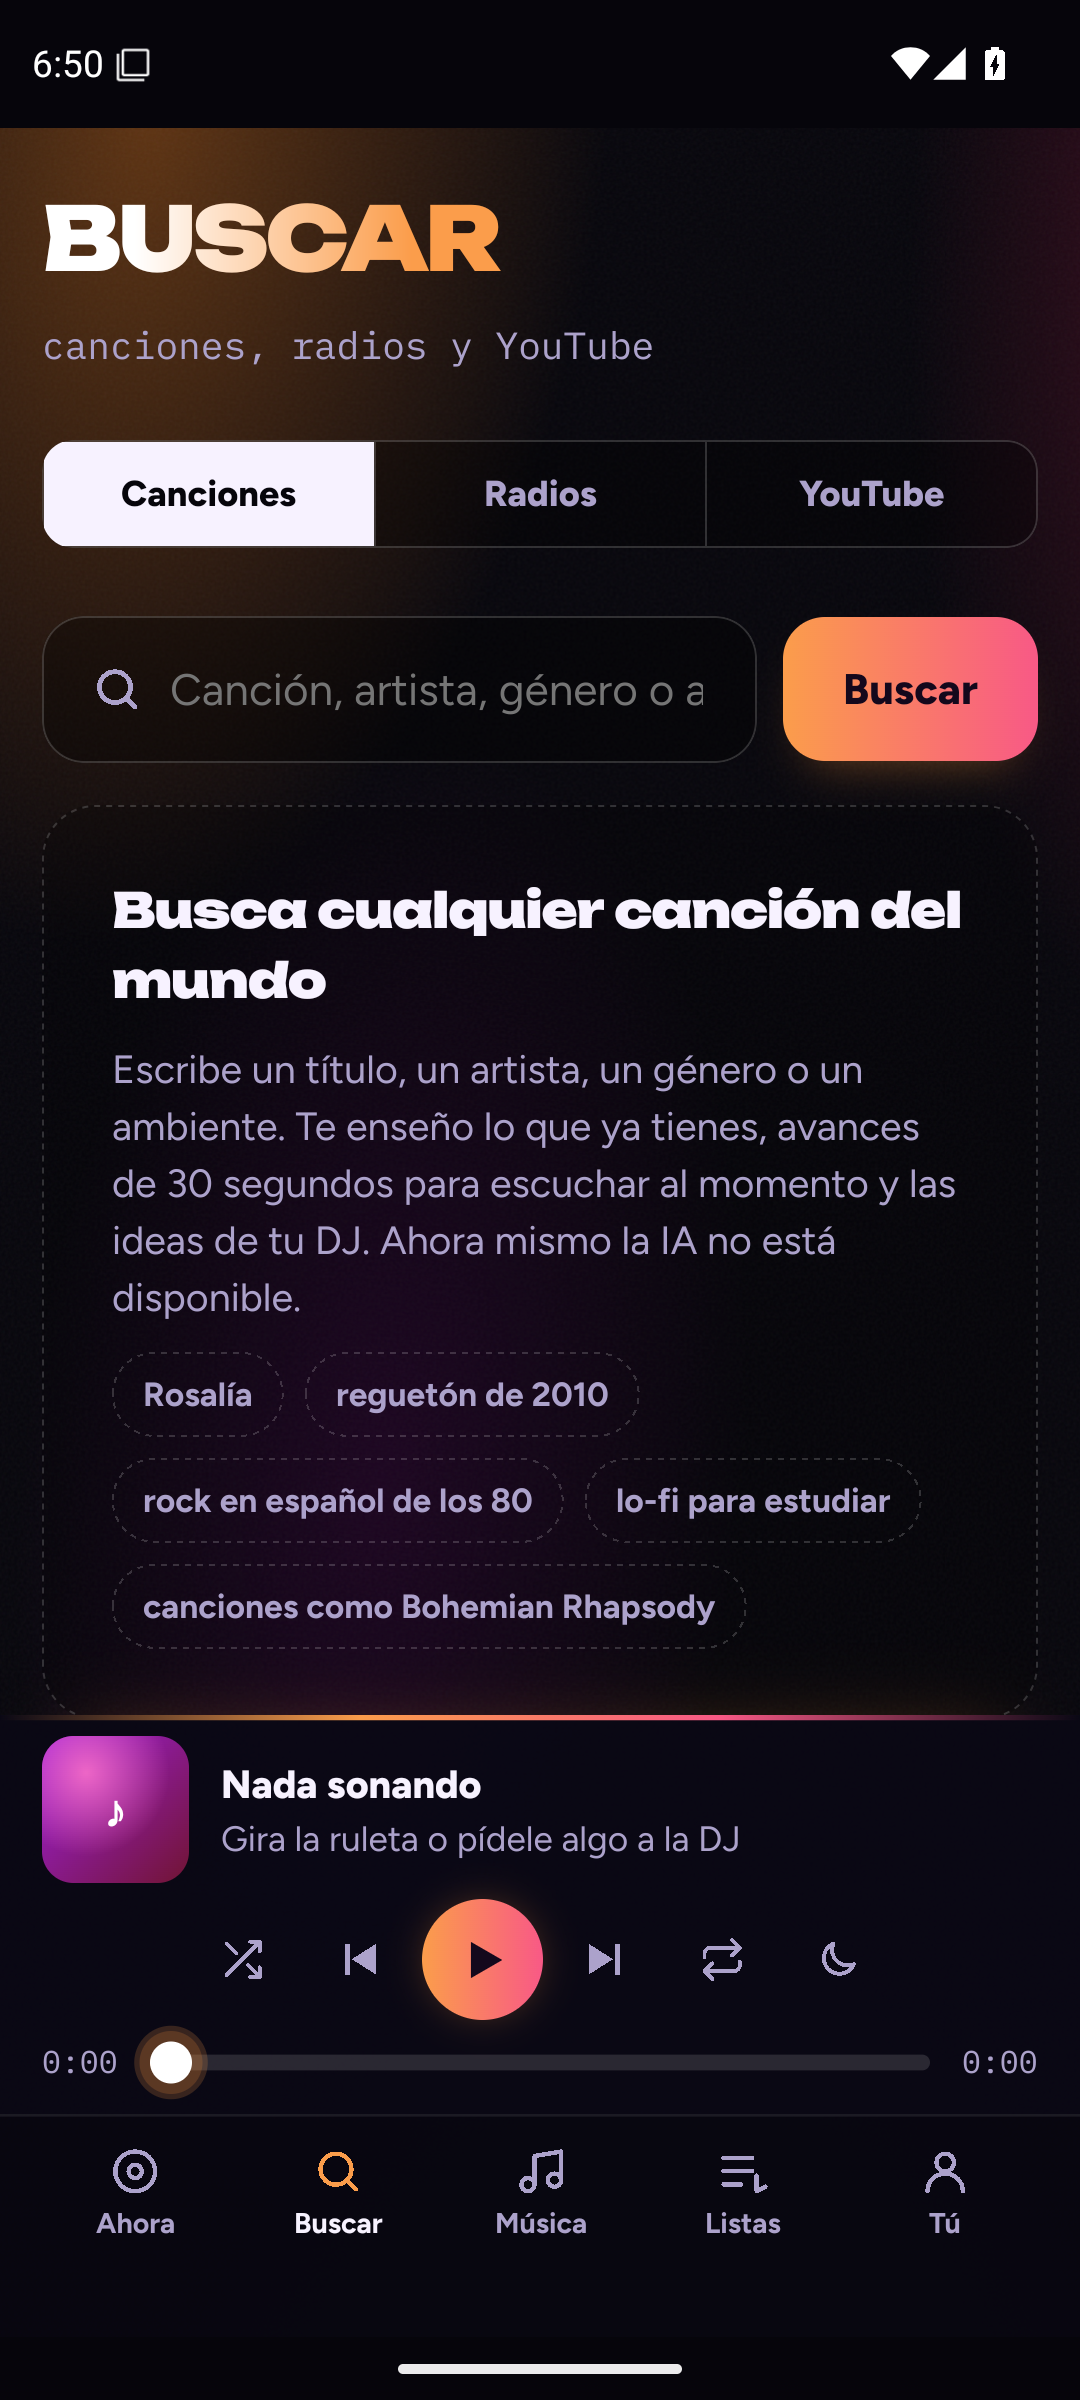 6:50
BUSCAR
canciones, radios y YouTube
Canciones
Radios
YouTube
Canción, artista, género o a
Buscar
Busca cualquier canción del
mundo
Escribe un título, un artista, un género o un
ambiente. Te enseño lo que ya tienes, avances
de 30 segundos para escuchar al momento y las
ideas de tu DJ. Ahora mismo la IA no está
disponible.
Rosalía
reguetón de 2010
rock en español de los 80
lo-fi para estudiar
canciones como Bohemian Rhapsody
Nada sonando
Gira la ruleta o pídele algo a la DJ
0:00
0:00
Ahora
Buscar
Música
Listas
Tú